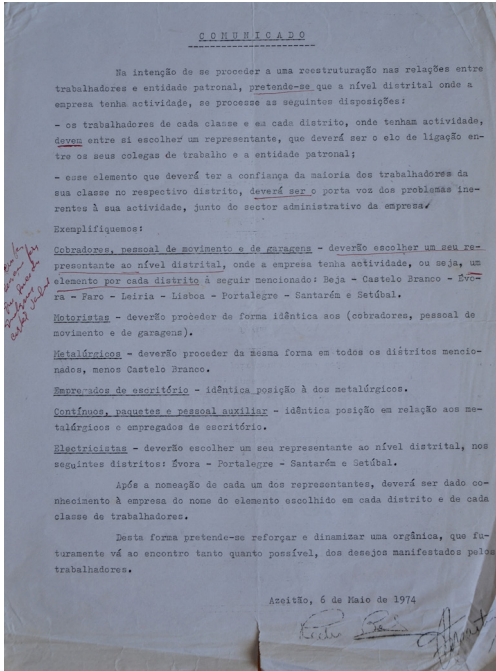 COMUNICADO
Na intenção de se proceder a uma reestruturação nas relações entre
trabalhadores e entidade patronal, pretende-se que a nível distrital onde a
empresa tenha actividade, se processe as seguintes disposições:
- os trabalhadores de cada classe e em cada distrito, onde tenham actividade,
devem entre si escolher um representante, que deverá ser o elo de ligação en-
tre os seus colegas de trabalho e a entidade patronal;
- esse elemento que deverá ter a confiança da maioria dos trabalhadores da
sua classe no respectivo distrito, deverá ser o porta voz dos problemas ine-
rentes à sua actividade, junto do sector administrativo da empresa.
Exemplifiquemos:
Cobradores, pessoal de movimento e de garagens - deverão escolher um seu re-
presentante ao nível distrital, onde a empresa tenha actividade, ou seja, um
elemento por cada distrito à seguir mencionado: Beja - Castelo Branco - Évo-
ra - Faro - Leiria - Lisboa - Portalegre - Santarém e Setúbal.
Motoristas - deverão proceder da forma idêntica aos (cobradores, pessoal de
movimento e de garagens).
Metalúrgicos - deverão proceder da mesma forma em todos os distritos mencio-
nados, menos Castelo Branco.
Empregados de escritório - idêntica posição à dos metalúrgicos.
Contínuos, paquetes e pessoal auxiliar - idêntica posição em relação aos me-
talúrgicos e empregados de escritório.
Electricistas - deverão escolher um seu representante ao nível distrital, nos
seguintes distritos: Évora - Portalegre - Santarém e Setúbal.
Após a nomeação de cada um dos representantes, deverá ser dado co-
nhecimento à empresa do nome do elemento escolhido em cada distrito e de cada
classe de trabalhadores.
Desta forma pretende-se reforçar e dinamizar uma orgânica, que fu-
turamente vá ao encontro tanto quanto possível, dos desejos manifestados pelos
trabalhadores.
Azeitão, 6 de Maio de 1974